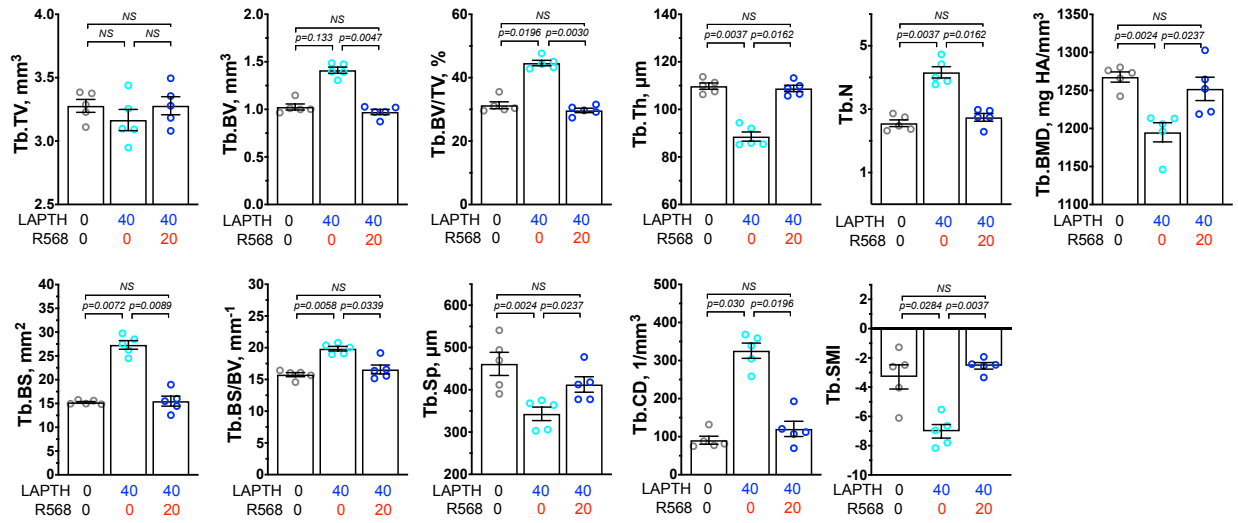 NS
NS NS
Tb.TV, mm3
4.0
3.5
3.0
2.5
LAPTH 0 40 40
R568 0 0 20
NS
p=0.133 p=0.0047
Tb.BV, mm3
2.0
1.5
1.0
0.5
0.0
0 40 40
0 0 20
NS
p=0.0196 p=0.0030
Tb.BV/TV, %
60
40
20
0
0 40 40
0 0 20
NS
p=0.0037 p=0.0162
Tb.Th, μm
140
120
100
80
60
LAPTH 0 40 40
R568 0 0 20
NS
p=0.0037 p=0.0162
Tb.N
5
3
1
0 40 40
0 0 20
NS
p=0.0024 p=0.0237
Tb.BMD, mg HA/mm3
1350
1300
1250
1200
1150
1100
LAPTH 0 40 40
R568 0 0 20
NS
p=0.0072 p=0.0089
Tb.BS, mm2
40
35
30
25
20
15
10
5
0
LAPTH 0 40 40
R568 0 0 20
NS
p=0.0058 p=0.0339
Tb.BS/BV, mm-1
30
25
20
15
10
5
0
0 40 40
0 0 20
NS
p=0.0024 p=0.0237
Tb.Sp, μm
600
500
400
300
200
0 40 40
0 0 20
NS
p=0.030 p=0.0196
Tb.CD, 1/mm3
500
400
300
200
100
0
LAPTH 0 40 40
R568 0 0 20
NS
p=0.0284 p=0.0037
Tb.SMI
2
0
-2
-4
-6
-8
-10
0 40 40
0 0 20